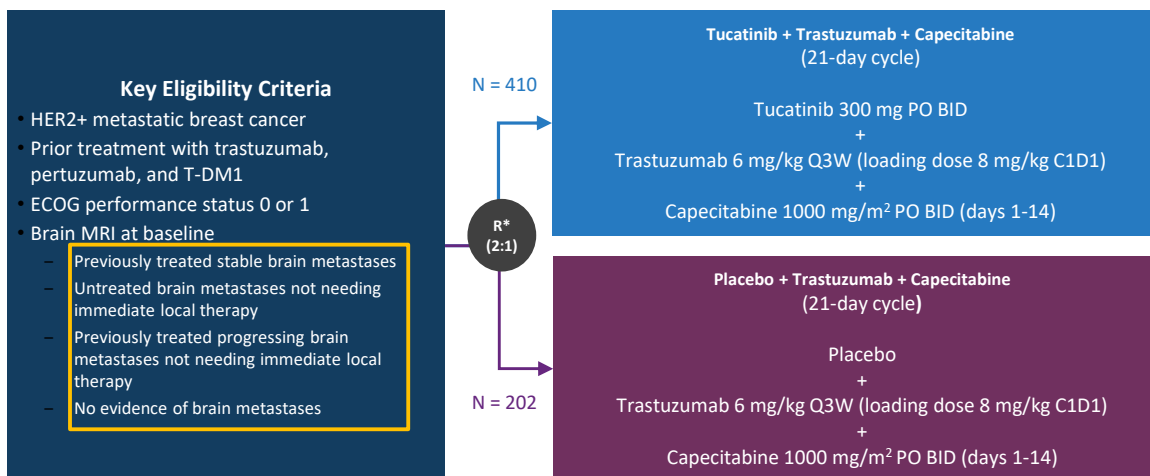 Key Eligibility Criteria
• HER2+ metastatic breast cancer
• Prior treatment with trastuzumab,
pertuzumab, and T-DM1
• ECOG performance status 0 or 1
• Brain MRI at baseline
– Previously treated stable brain metastases
– Untreated brain metastases not needing
immediate local therapy
– Previously treated progressing brain
metastases not needing immediate local
therapy
– No evidence of brain metastases
R*
(2:1)
N = 410
Tucatinib + Trastuzumab + Capecitabine
(21-day cycle)
Tucatinib 300 mg PO BID
+
Trastuzumab 6 mg/kg Q3W (loading dose 8 mg/kg C1D1)
+
Capecitabine 1000 mg/m² PO BID (days 1-14)
N = 202
Placebo + Trastuzumab + Capecitabine
(21-day cycle)
Placebo
+
Trastuzumab 6 mg/kg Q3W (loading dose 8 mg/kg C1D1)
+
Capecitabine 1000 mg/m² PO BID (days 1-14)